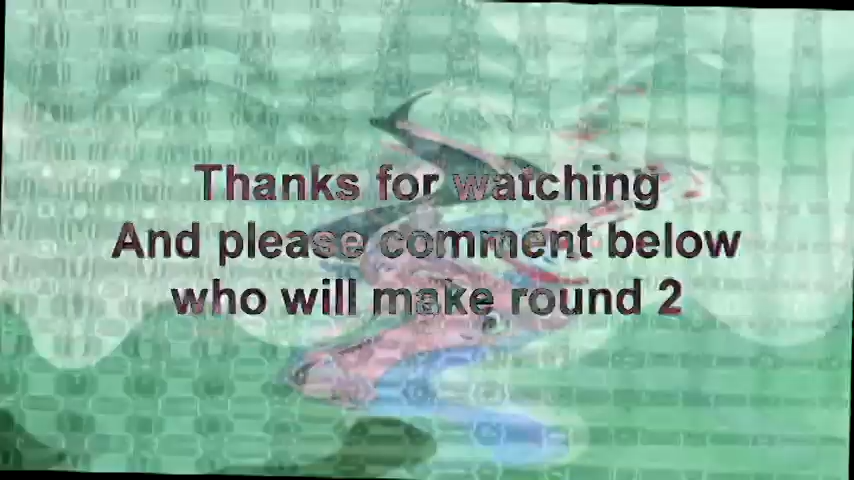 Thanks for watching
And please comment below
who will make round 2